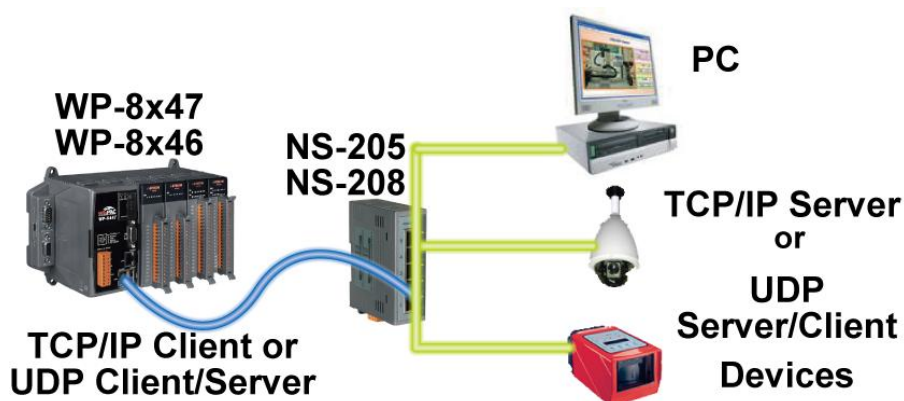 WP-8x47
WP-8x46
NS-205
NS-208
PC
TCP/IP Server
or
UDP
Server/Client
Devices
TCP/IP Client or
UDP Client/Server